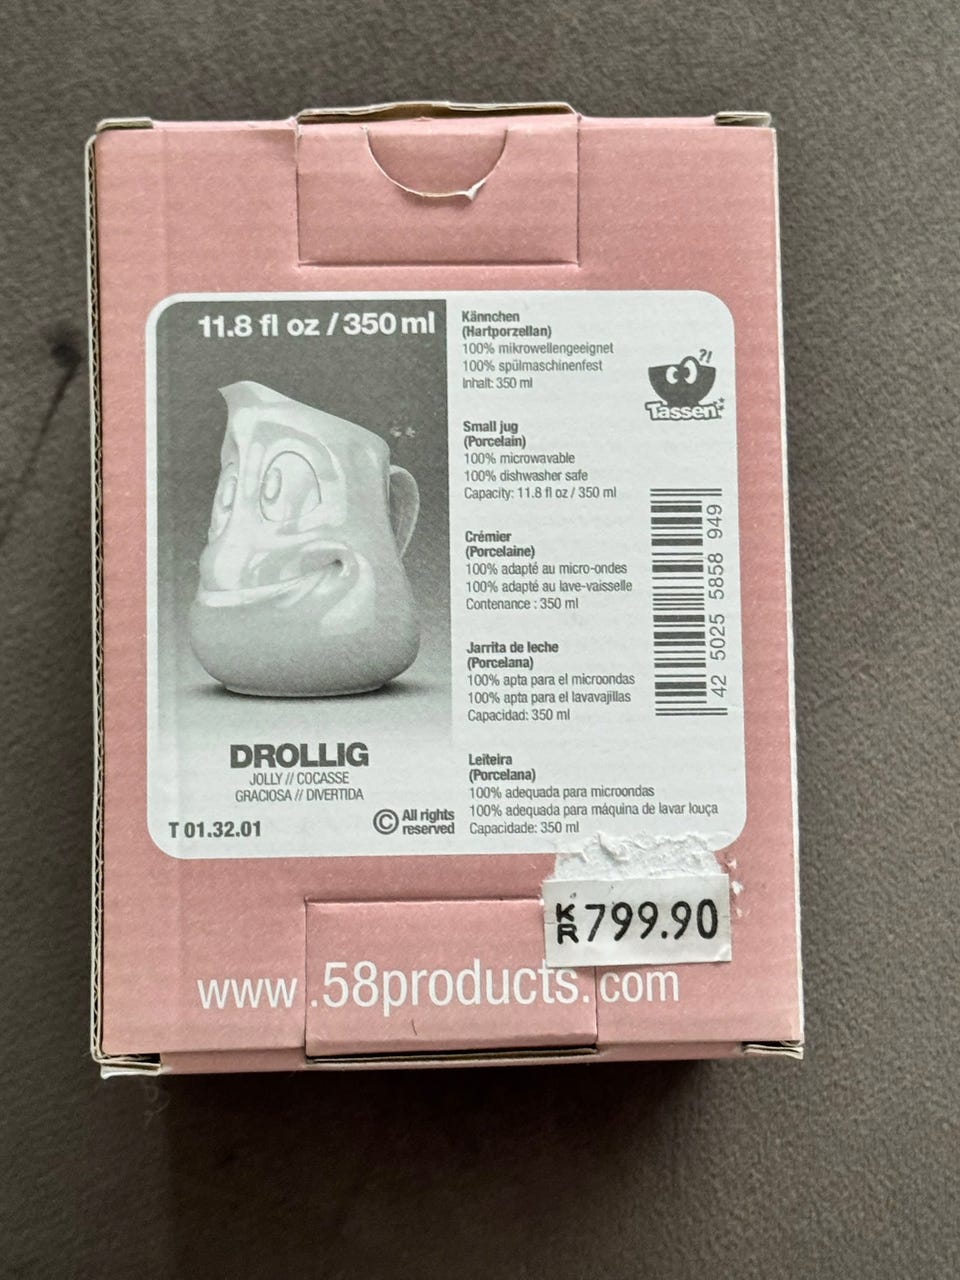 11.8 fl oz / 350 ml
Kännchen
(Hartporzellan)
100% mikrowellengeeignet
100% spülmaschinenfest
Inhalt: 350 ml
?!
Tassen
Small jug
(Porcelain)
100% microwavable
100% dishwasher safe
Capacity: 11.8 fl oz / 350 ml
Crémier
(Porcelaine)
100% adapté au micro-ondes
100% adapté au lave-vaisselle
Contenance : 350 ml
Jarrita de leche
(Porcelana)
100% apta para el microondas
100% apta para el lavavajillas
Capacidad: 350 ml
Leiteira
(Porcelana)
100% adequada para microondas
100% adequada para máquina de lavar louça
Capacidade: 350 ml
42 5025 5858 949
DROLLIG
JOLLY // COCASSE
GRACIOSA // DIVERTIDA
T 01.32.01
© All rights
reserved
KR 799.90
www.58products.com